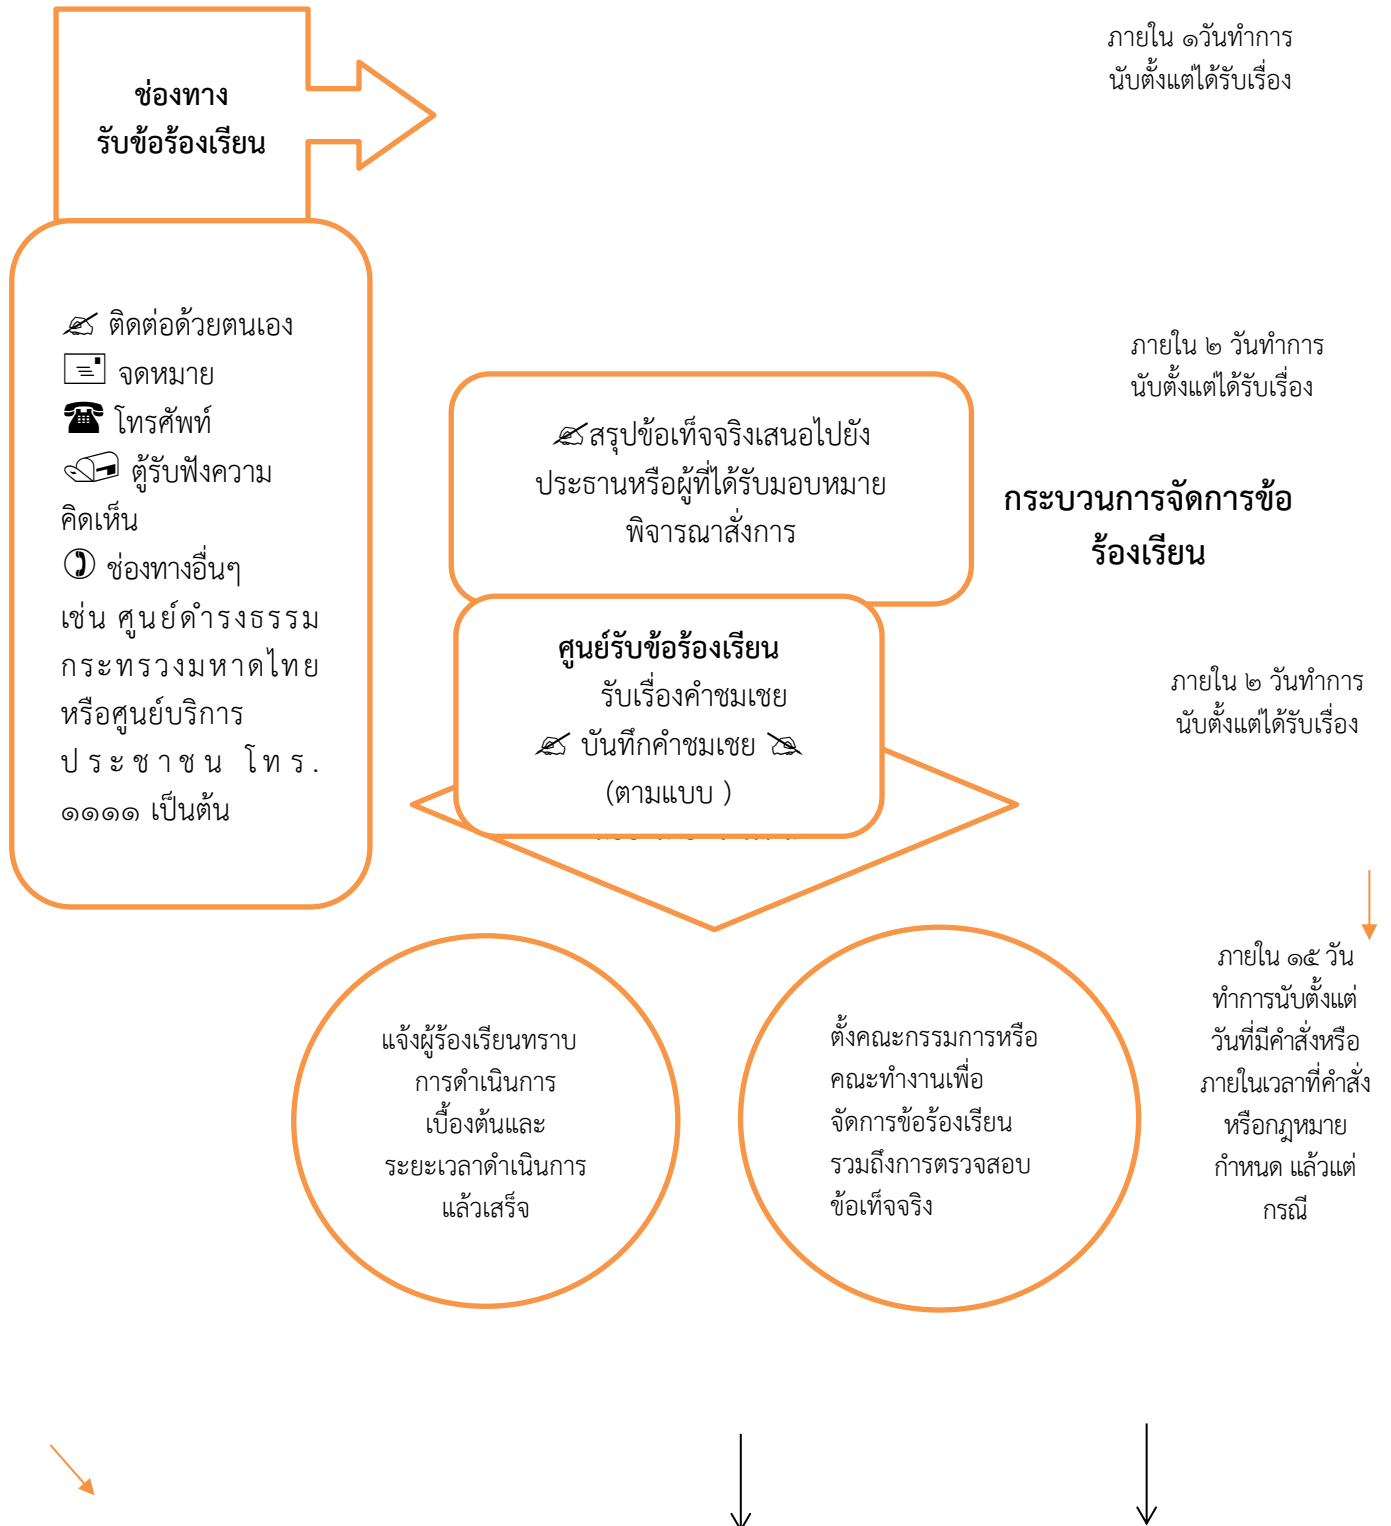 ช่องทาง
รับข้อร้องเรียน
ติดต่อด้วยตนเอง
จดหมาย
โทรศัพท์
ตู้รับฟังความ
คิดเห็น
ช่องทางอื่นๆ
เช่น ศูนย์ดำรงธรรม
กระทรวงมหาดไทย
หรือศูนย์บริการ
ประชาชน โทร.
๑๑๑๑ เป็นต้น
ภายใน ๑วันทำการ
นับตั้งแต่ได้รับเรื่อง
ภายใน ๒ วันทำการ
นับตั้งแต่ได้รับเรื่อง
สรุปข้อเท็จจริงเสนอไปยัง
ประธานหรือผู้ที่ได้รับมอบหมาย
พิจารณาสั่งการ
กระบวนการจัดการข้อ
ร้องเรียน
ศูนย์รับข้อร้องเรียน
รับเรื่องคำชมเชย
บันทึกคำชมเชย
(ตามแบบ )
ภายใน ๒ วันทำการ
นับตั้งแต่ได้รับเรื่อง
แจ้งผู้ร้องเรียนทราบ
การดำเนินการ
เบื้องต้นและ
ระยะเวลาดำเนินการ
แล้วเสร็จ
ตั้งคณะกรรมการหรือ
คณะทำงานเพื่อ
จัดการข้อร้องเรียน
รวมถึงการตรวจสอบ
ข้อเท็จจริง
ภายใน ๑๕ วัน
ทำการนับตั้งแต่
วันที่มีคำสั่งหรือ
ภายในเวลาที่คำสั่ง
หรือกฎหมาย
กำหนด แล้วแต่
กรณี